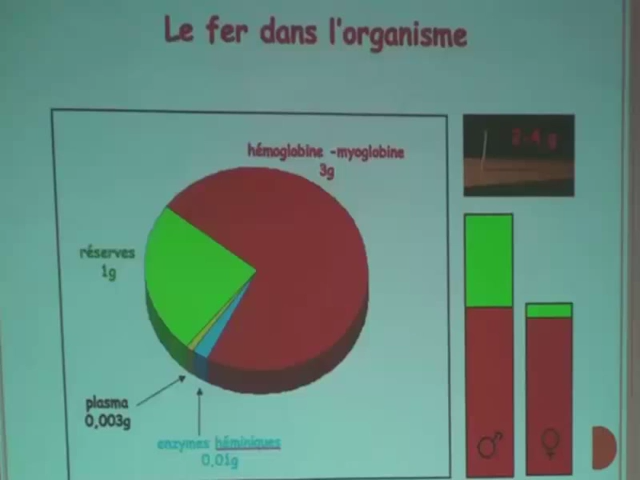 Le fer dans l'organisme
hémoglobine -myoglobine
3g
2.4 g
réserves
1g
plasma
0,003g
enzymes héminiques
0,01g
♂ ♀